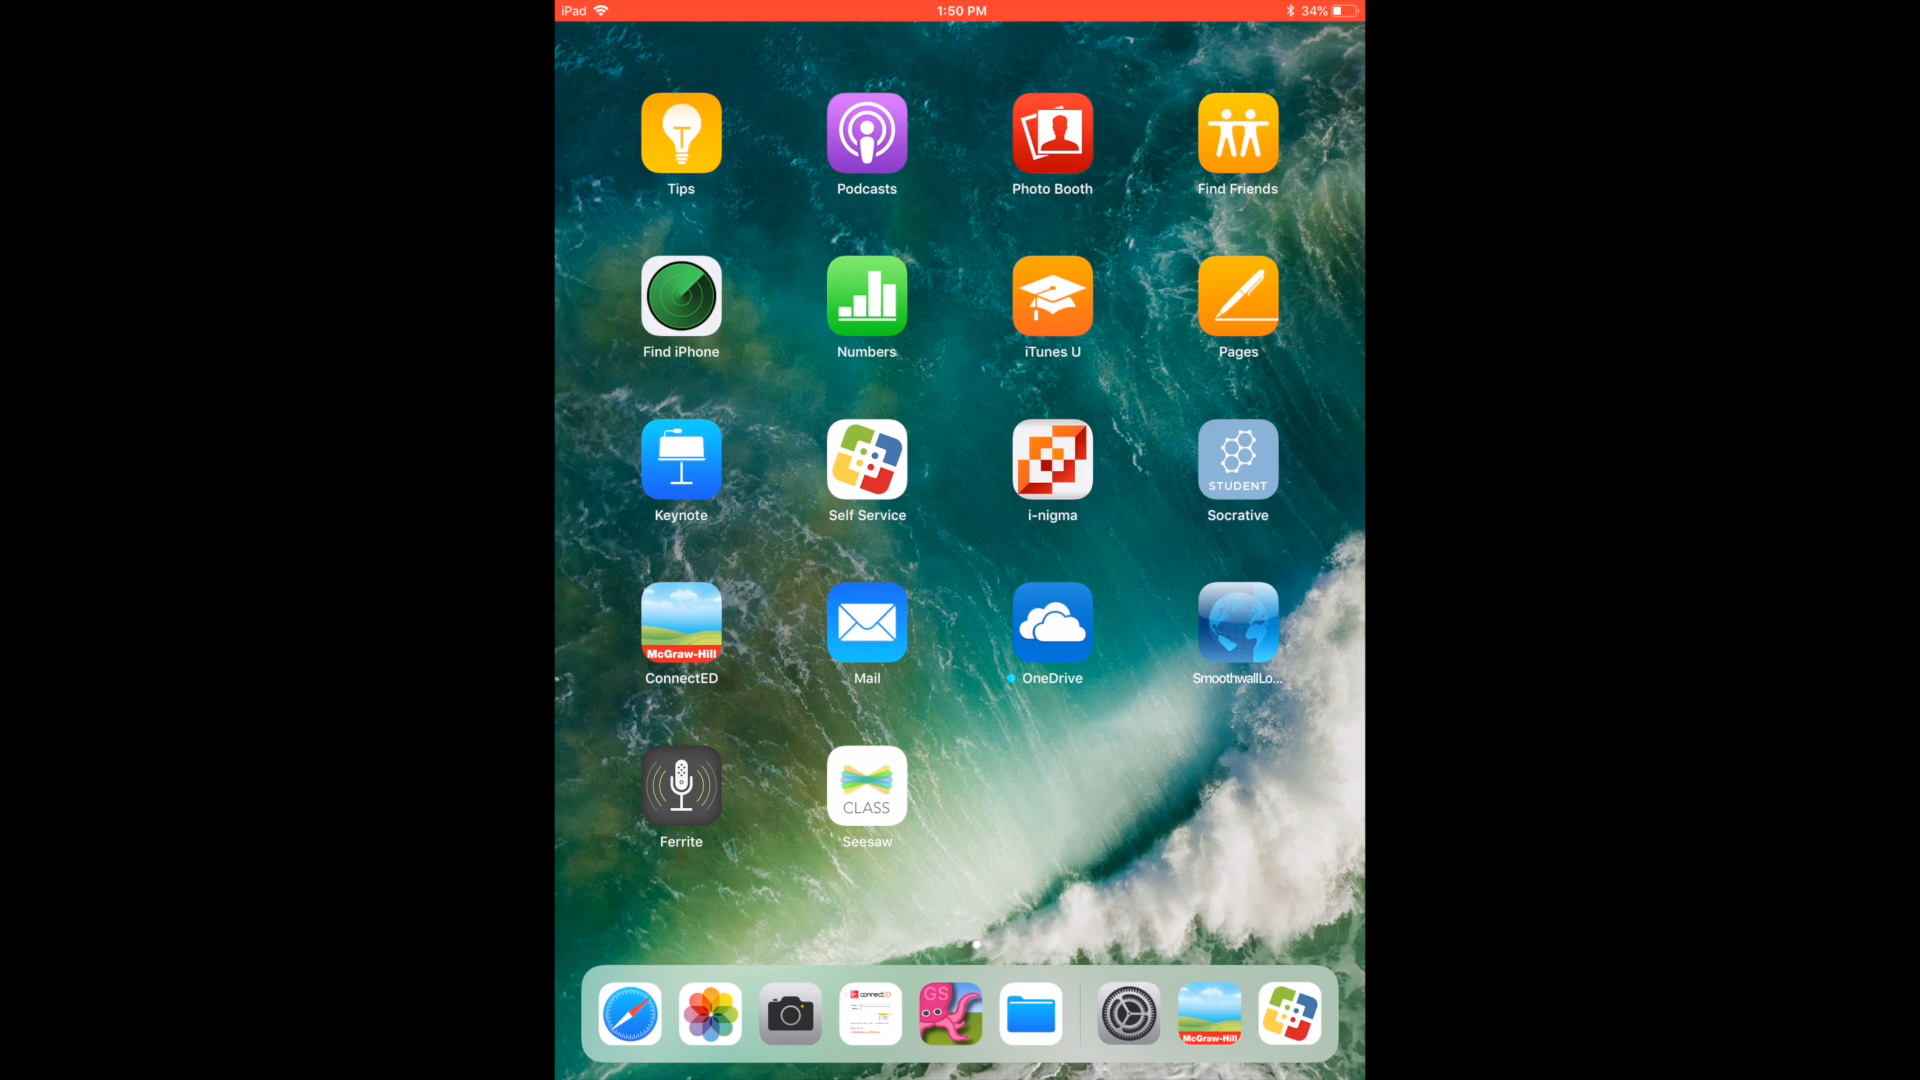 iPad 1:50 PM 34%
Tips Podcasts Photo Booth Find Friends
Find iPhone Numbers iTunes U Pages
STUDENT
Keynote Self Service i-nigma Socrative
McGraw-Hill
ConnectED Mail OneDrive SmoothwallLo...
CLASS
Ferrite Seesaw
GS
connectED
McGraw-Hill